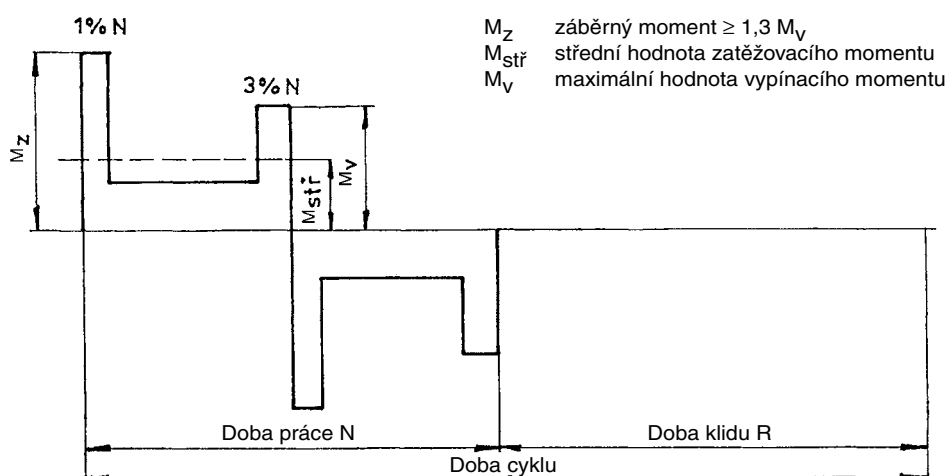 1% N
M_z záběrný moment ≥ 1,3 M_v
M_stř střední hodnota zatěžovacího momentu
M_v maximální hodnota vypínacího momentu
3% N
M_z
M_stř
M_v
Doba práce N
Doba klidu R
Doba cyklu